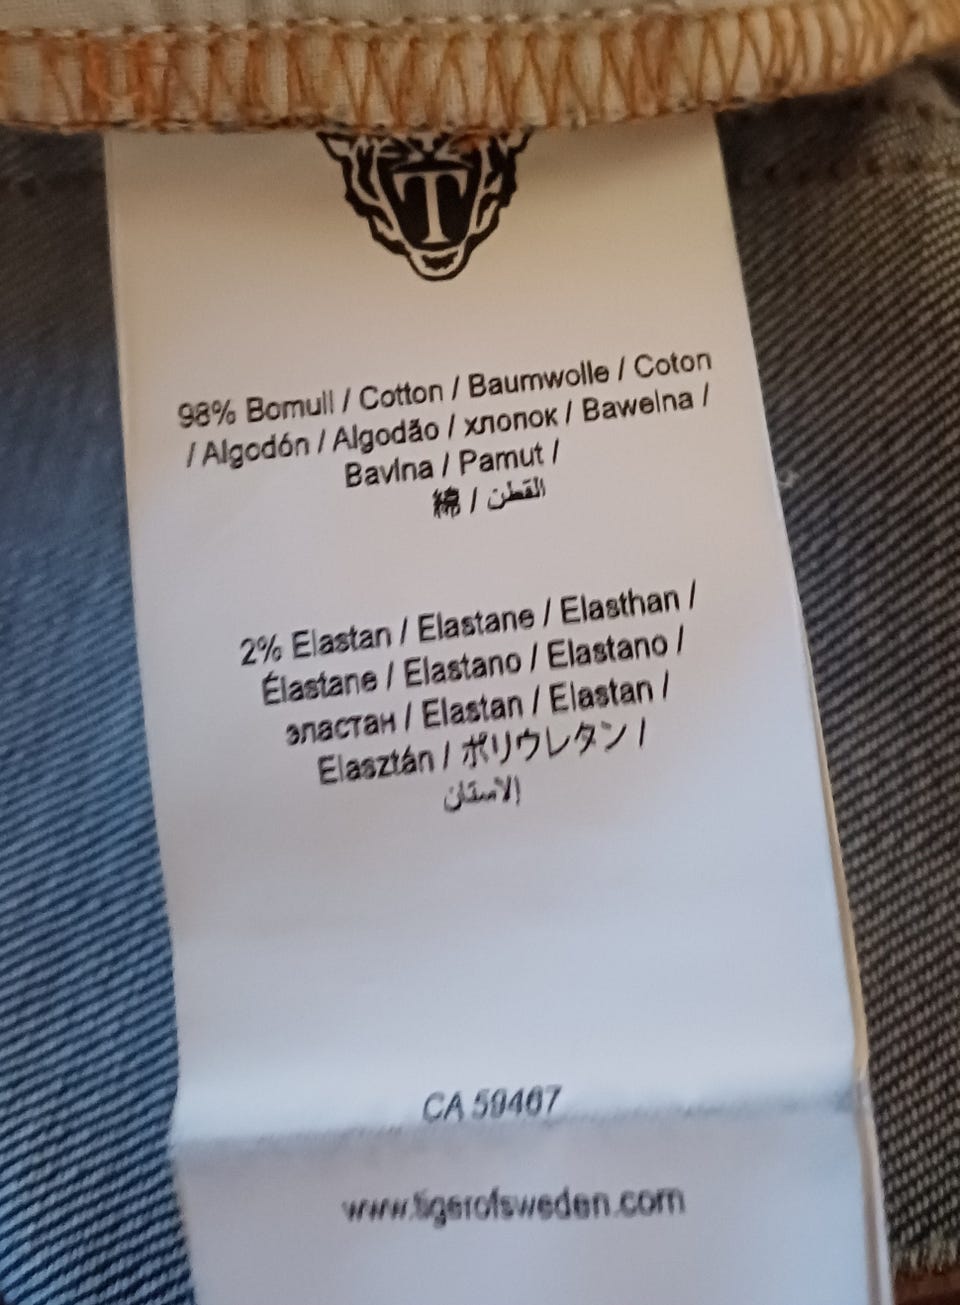 T
98% Bomull / Cotton / Baumwolle / Coton
/ Algodón / Algodão / хлопок / Bawełna /
Bavlna / Pamut /
綿 / القطن
2% Elastan / Elastane / Elasthan /
Élastane / Elastano / Elastano /
эластан / Elastan / Elastan /
Elasztán / ポリウレタン /
إلاستان
CA 59467
www.tigerofsweden.com